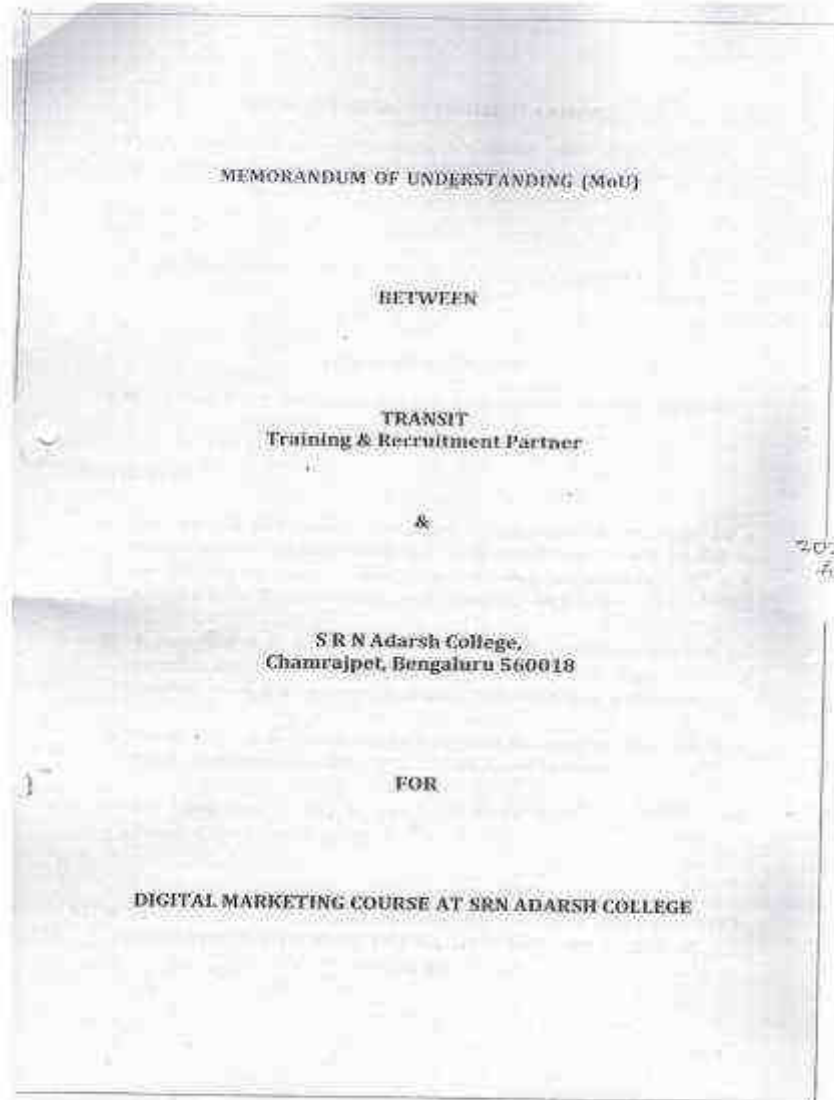 MEMORANDUM OF UNDERSTANDING (MoU)
BETWEEN
TRANSIT
Training & Recruitment Partner
&
S R N Adarsh College,
Chamrajpet, Bengaluru 560018
FOR
DIGITAL MARKETING COURSE AT SRN ADARSH COLLEGE